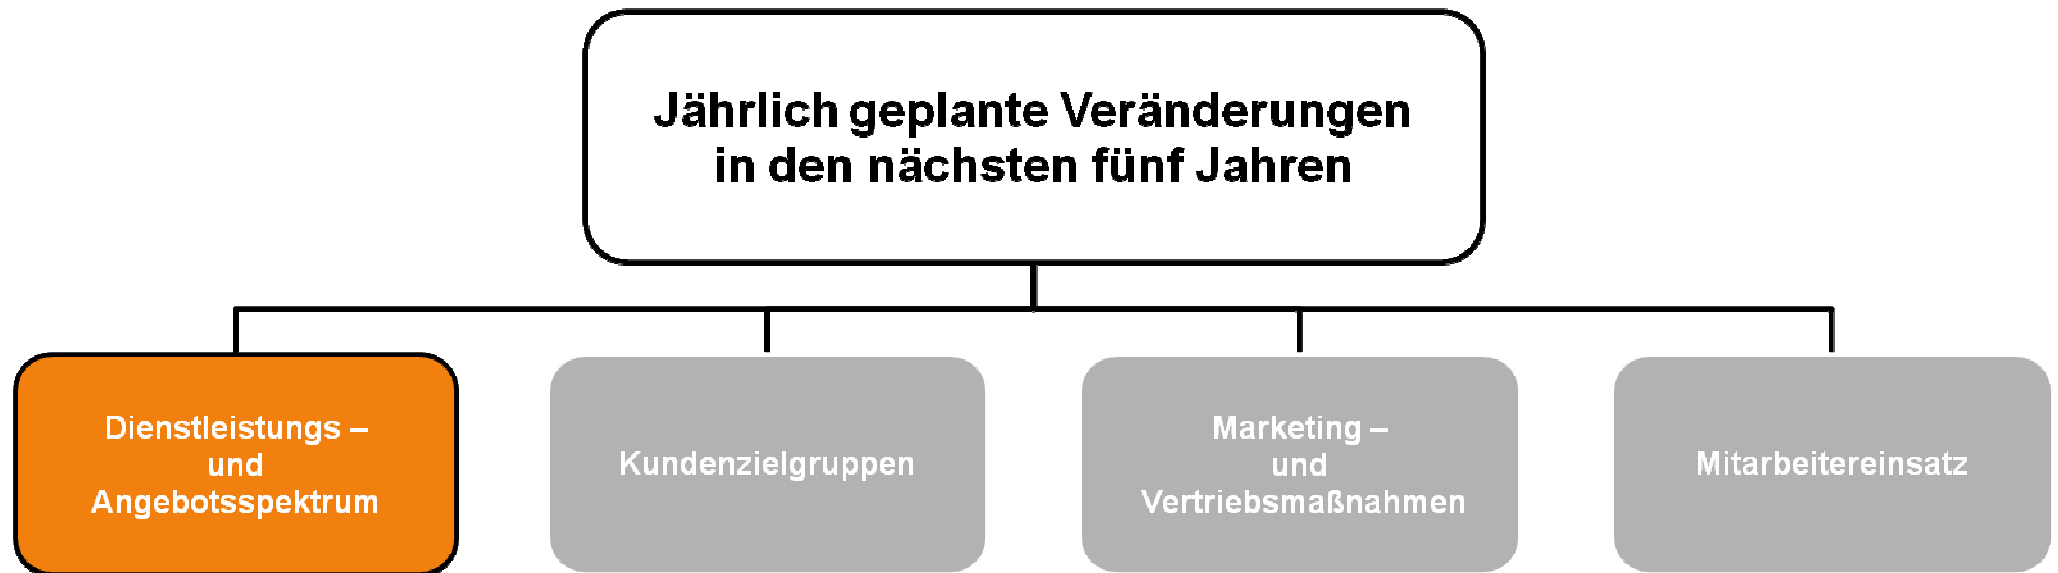 Jährlich geplante Veränderungen
in den nächsten fünf Jahren
Dienstleistungs –
und
Angebotsspektrum
Kundenzielgruppen
Marketing –
und
Vertriebsmaßnahmen
Mitarbeitereinsatz